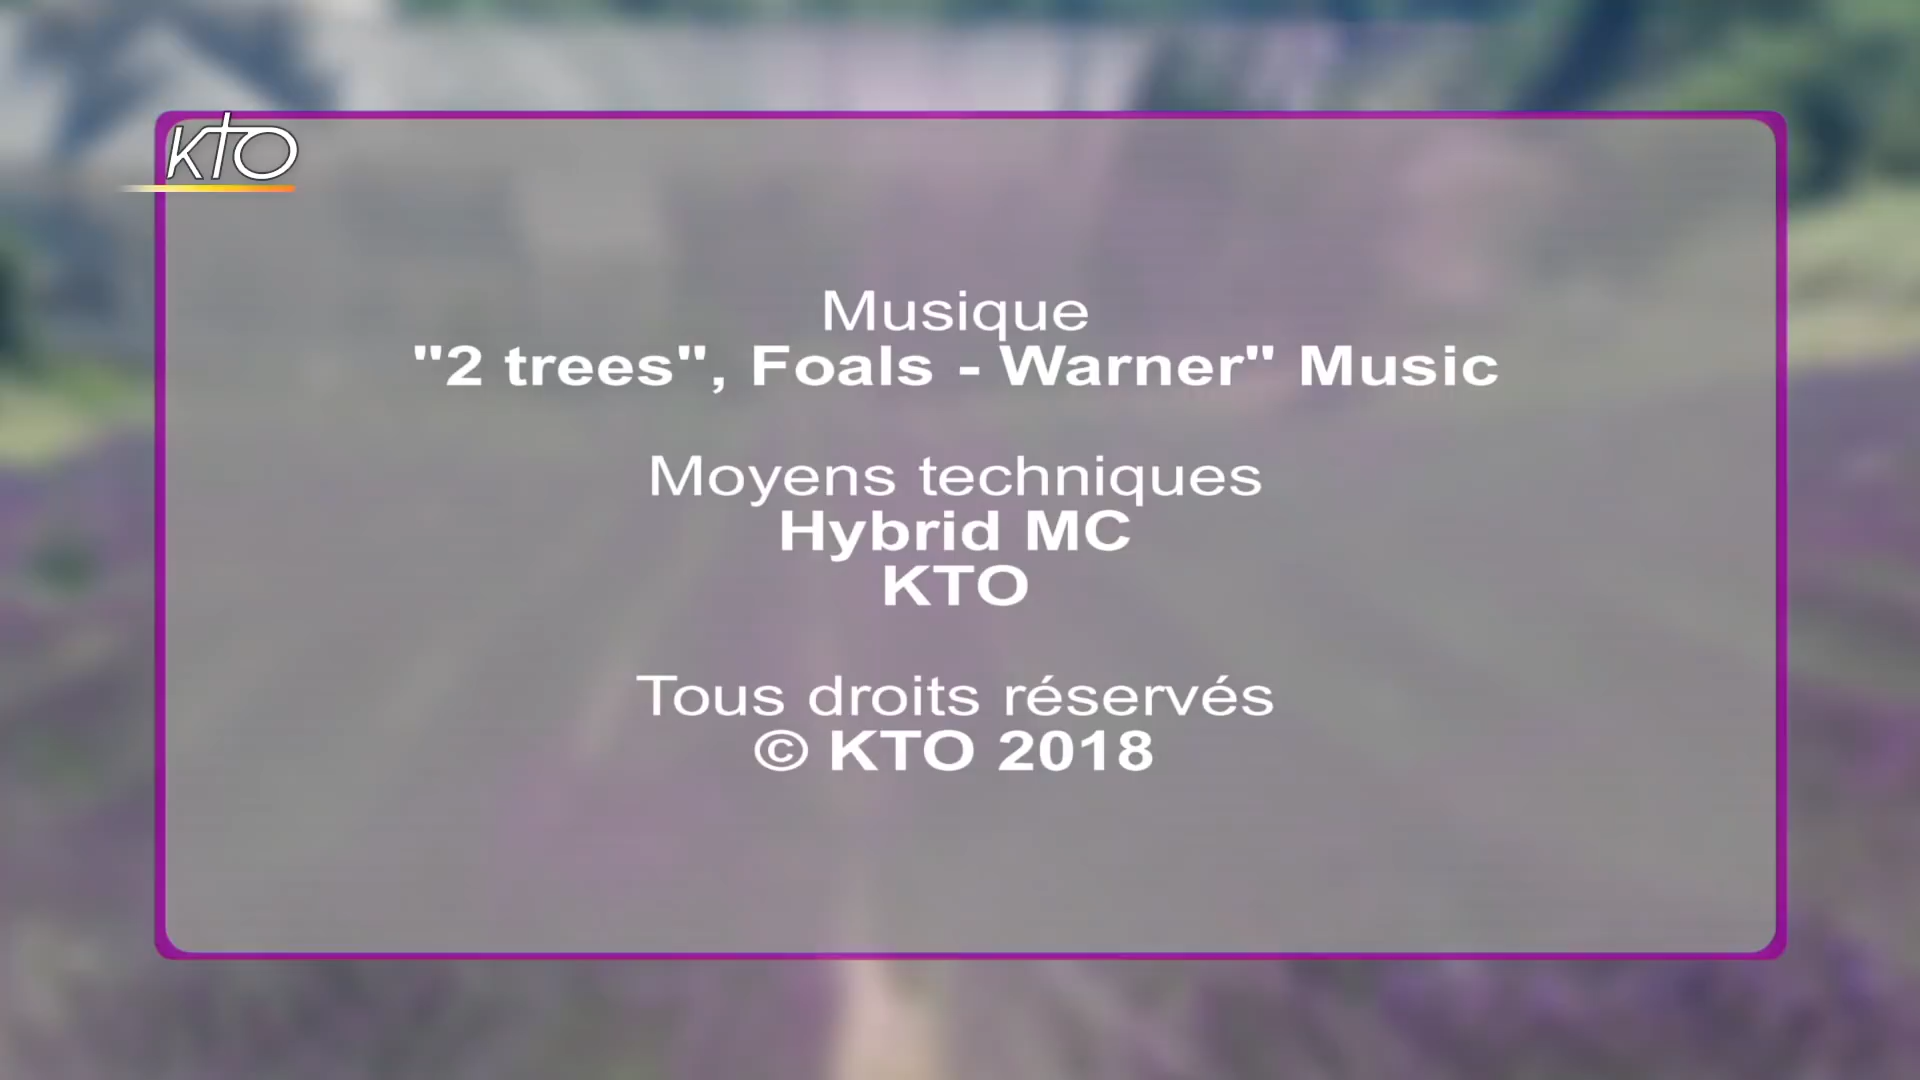 KTO
Musique
"2 trees", Foals - Warner" Music
Moyens techniques
Hybrid MC
KTO
Tous droits réservés
© KTO 2018